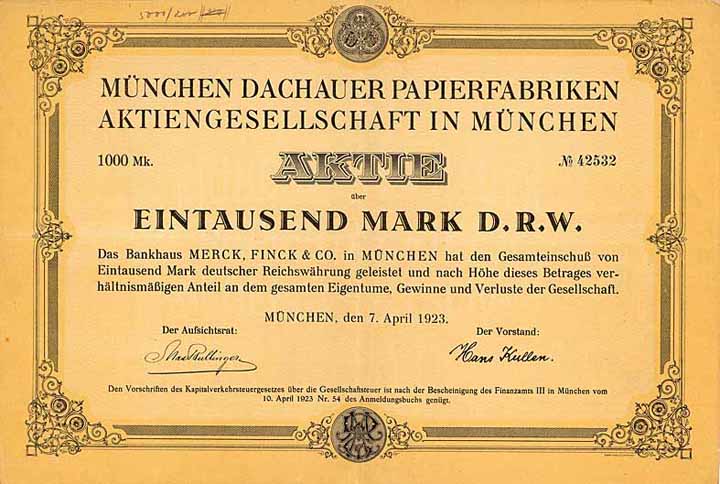 MÜNCHEN DACHAUER PAPIERFABRIKEN
AKTIENGESELLSCHAFT IN MÜNCHEN
1000 Mk. AKTIE № 42532
über
EINTAUSEND MARK D.R.W.
Das Bankhaus MERCK, FINCK & CO. in MÜNCHEN hat den Gesamteinschuß von
Eintausend Mark deutscher Reichswährung geleistet und nach Höhe dieses Betrages ver-
hältnismäßigen Anteil an dem gesamten Eigentume, Gewinne und Verluste der Gesellschaft.
MÜNCHEN, den 7. April 1923.
Der Aufsichtsrat: Der Vorstand:
Max Bullinger Hans Kullen.
Den Vorschriften des Kapitalverkehrsteuergesetzes über die Gesellschaftsteuer ist nach der Bescheinigung des Finanzamts III in München vom
10. April 1923 Nr. 54 des Anmeldungsbuchs genügt.